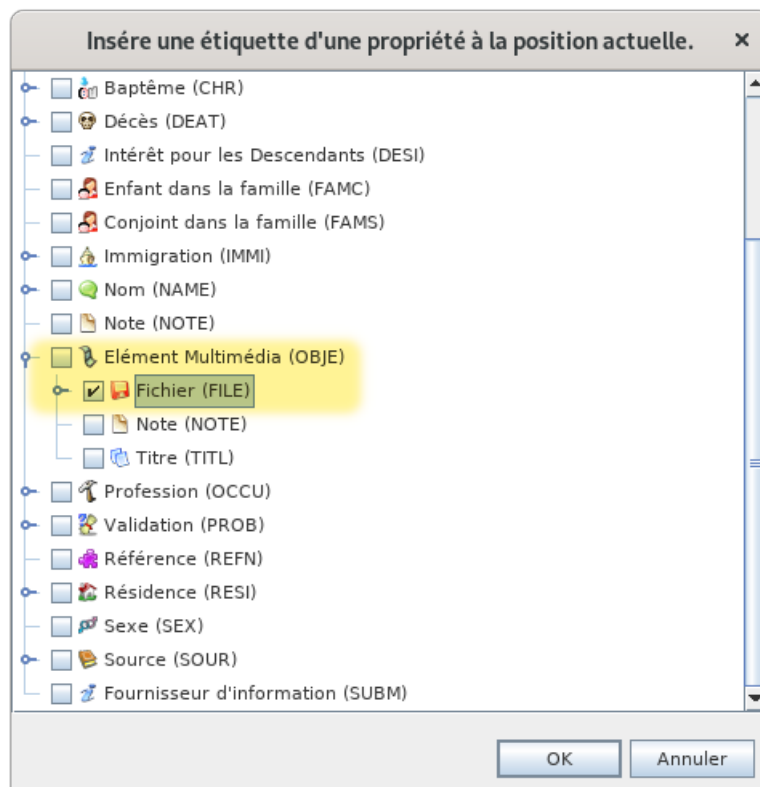 Insére une étiquette d'une propriété à la position actuelle.
Baptême (CHR)
Décès (DEAT)
Intérêt pour les Descendants (DESI)
Enfant dans la famille (FAMC)
Conjoint dans la famille (FAMS)
Immigration (IMMI)
Nom (NAME)
Note (NOTE)
Elément Multimédia (OBJE)
Fichier (FILE)
Note (NOTE)
Titre (TITL)
Profession (OCCU)
Validation (PROB)
Référence (REFN)
Résidence (RESI)
Sexe (SEX)
Source (SOUR)
Fournisseur d'information (SUBM)
OK
Annuler